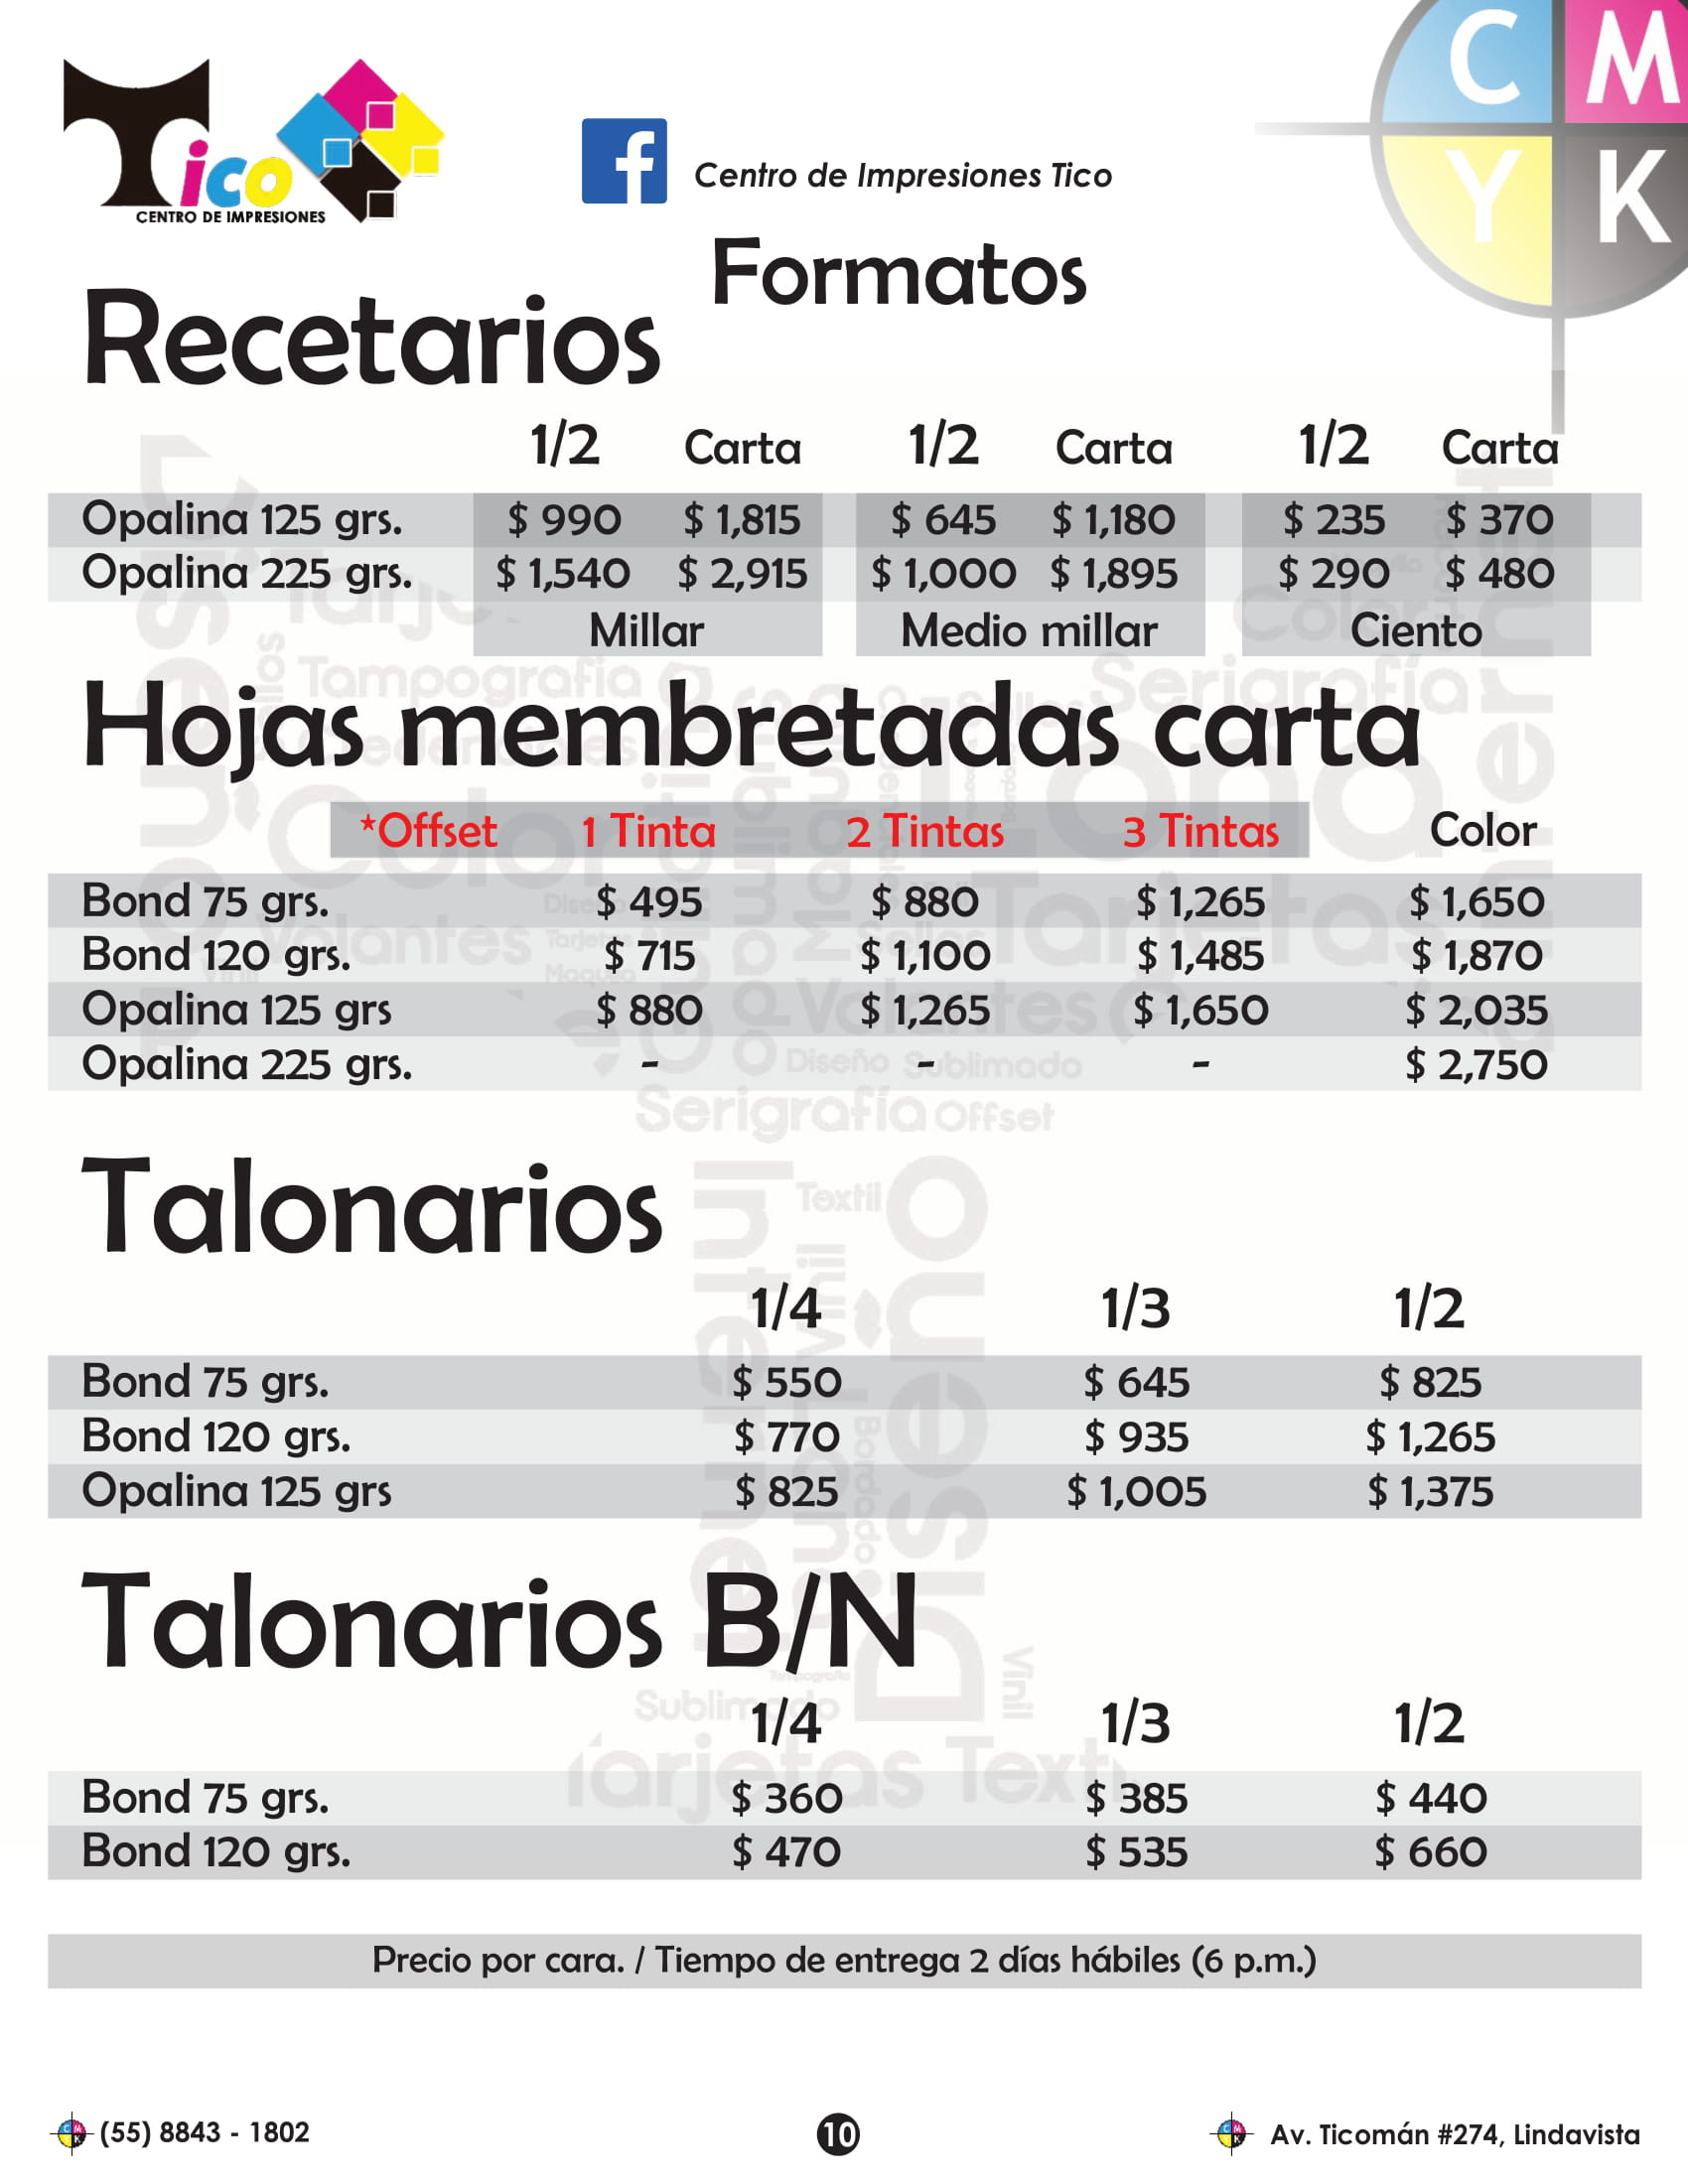 Tico
CENTRO DE IMPRESIONES
f Centro de Impresiones Tico
C M
Y K
Formatos
Recetarios
1/2 Carta 1/2 Carta 1/2 Carta
Opalina 125 grs. $ 990 $ 1,815 $ 645 $ 1,180 $ 235 $ 370
Opalina 225 grs. $ 1,540 $ 2,915 $ 1,000 $ 1,895 $ 290 $ 480
Millar Medio millar Ciento
Hojas membretadas carta
*Offset 1 Tinta 2 Tintas 3 Tintas Color
Bond 75 grs. $ 495 $ 880 $ 1,265 $ 1,650
Bond 120 grs. $ 715 $ 1,100 $ 1,485 $ 1,870
Opalina 125 grs $ 880 $ 1,265 $ 1,650 $ 2,035
Opalina 225 grs. - - - $ 2,750
Talonarios
1/4 1/3 1/2
Bond 75 grs. $ 550 $ 645 $ 825
Bond 120 grs. $ 770 $ 935 $ 1,265
Opalina 125 grs $ 825 $ 1,005 $ 1,375
Talonarios B/N
1/4 1/3 1/2
Bond 75 grs. $ 360 $ 385 $ 440
Bond 120 grs. $ 470 $ 535 $ 660
Precio por cara. / Tiempo de entrega 2 días hábiles (6 p.m.)
(55) 8843 - 1802 10 Av. Ticomán #274, Lindavista